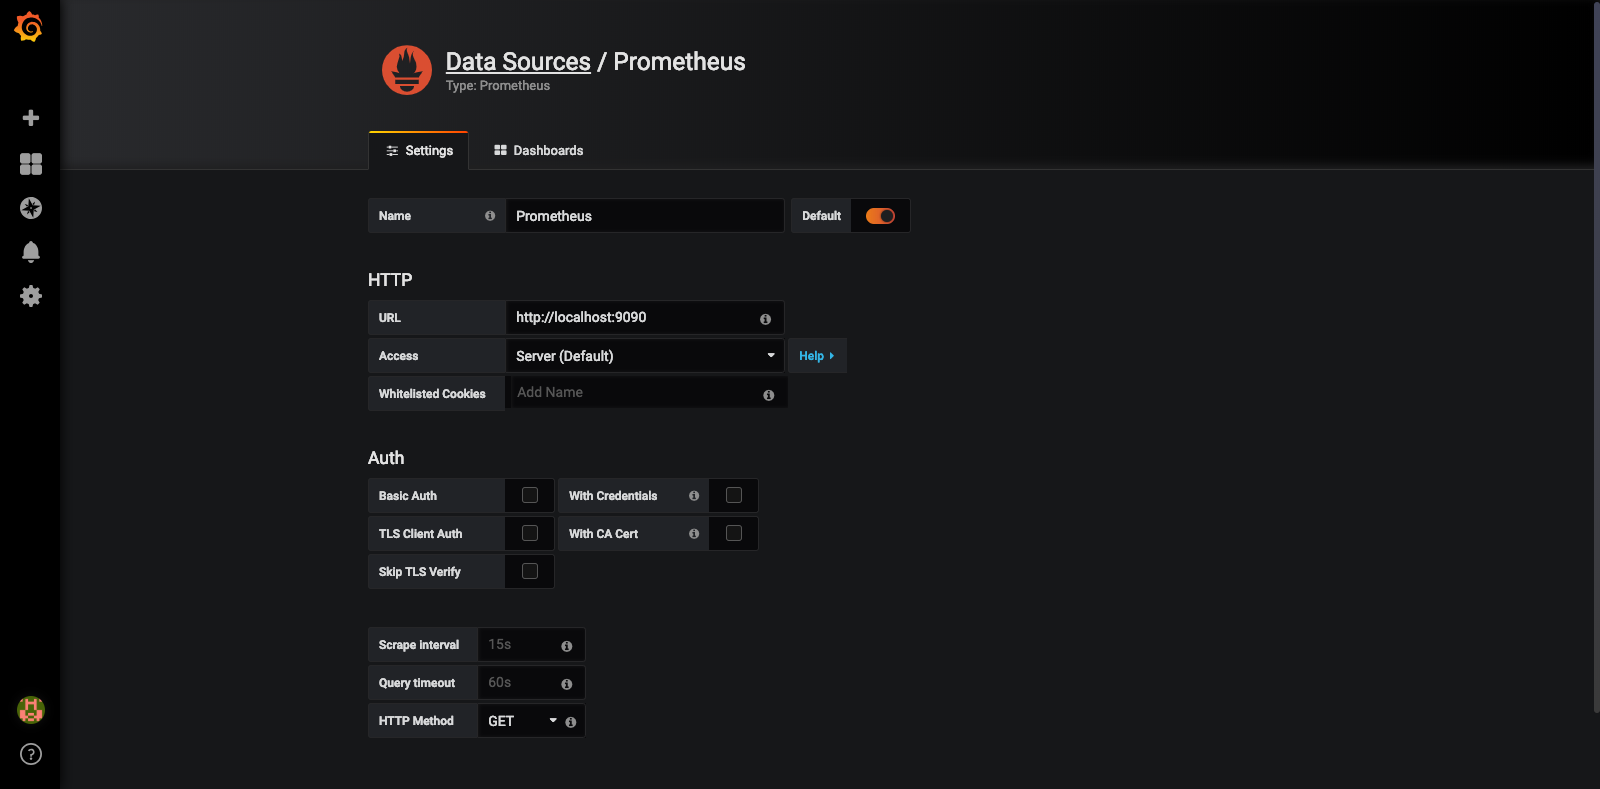 Data Sources / Prometheus
Type: Prometheus
Settings
Dashboards
Name
Prometheus
Default
HTTP
URL
http://localhost:9090
Access
Server (Default)
Help
Whitelisted Cookies
Add Name
Auth
Basic Auth
With Credentials
TLS Client Auth
With CA Cert
Skip TLS Verify
Scrape interval
15s
Query timeout
60s
HTTP Method
GET